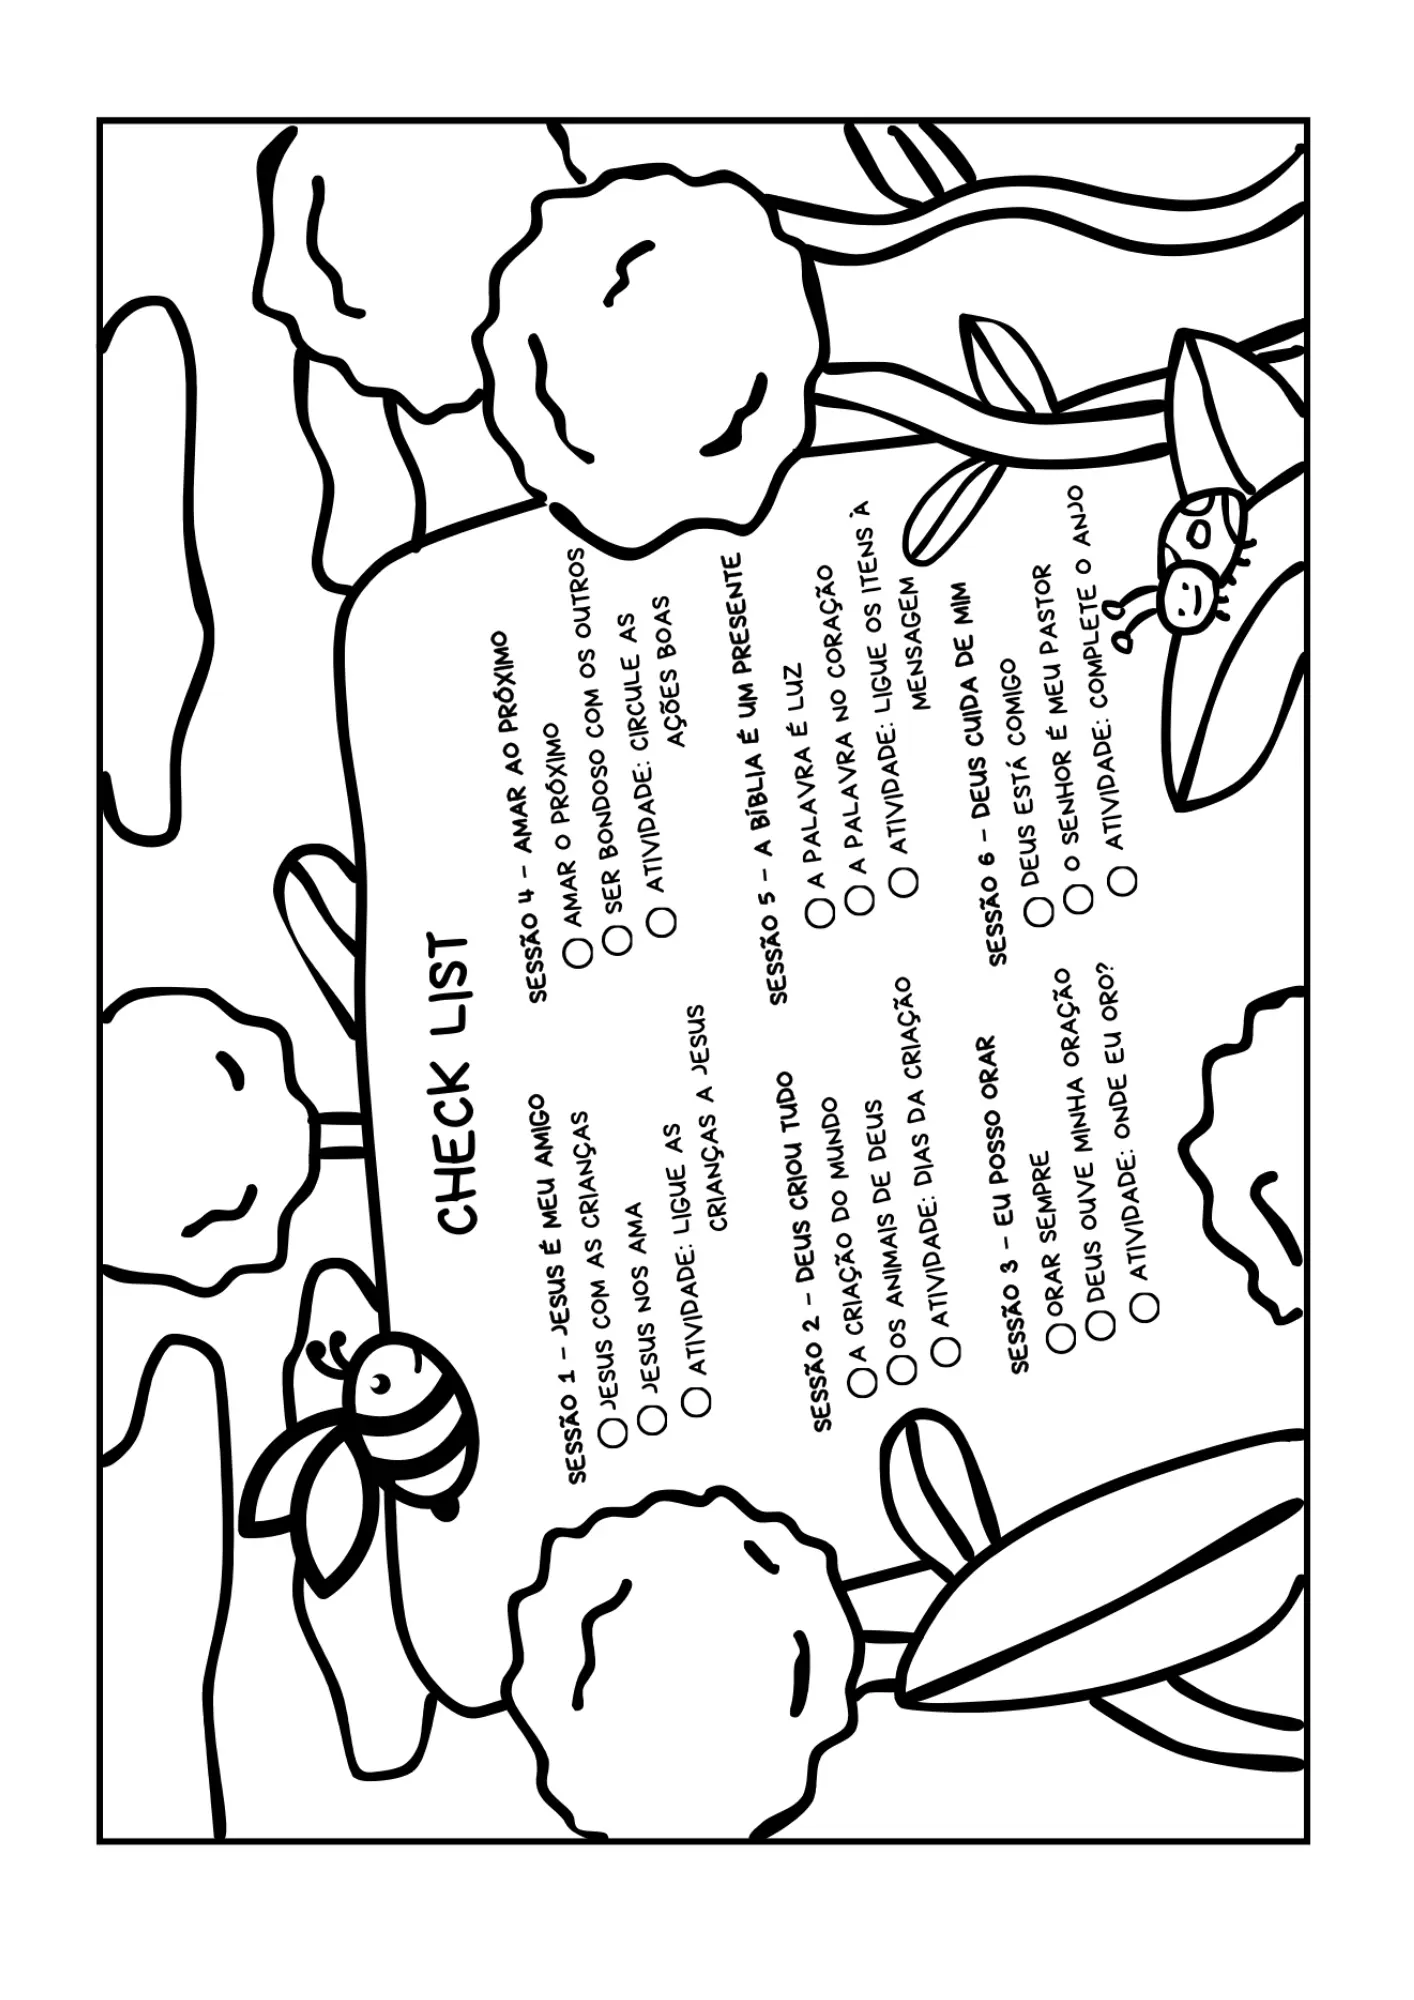 CHECK LIST
SESSÃO 1 - JESUS É MEU AMIGO
JESUS COM AS CRIANÇAS
JESUS NOS AMA
ATIVIDADE: LIGUE AS
CRIANÇAS A JESUS
SESSÃO 2 - DEUS CRIOU TUDO
A CRIAÇÃO DO MUNDO
OS ANIMAIS DE DEUS
ATIVIDADE: DIAS DA CRIAÇÃO
SESSÃO 3 - EU POSSO ORAR
ORAR SEMPRE
DEUS OUVE MINHA ORAÇÃO
ATIVIDADE: ONDE EU ORO?
SESSÃO 4 - AMAR AO PRÓXIMO
AMAR O PRÓXIMO
SER BONDOSO COM OS OUTROS
ATIVIDADE: CIRCULE AS
AÇÕES BOAS
SESSÃO 5 - A BÍBLIA É UM PRESENTE
A PALAVRA É LUZ
A PALAVRA NO CORAÇÃO
ATIVIDADE: LIGUE OS ITENS À
MENSAGEM
SESSÃO 6 - DEUS CUIDA DE MIM
DEUS ESTÁ COMIGO
O SENHOR É MEU PASTOR
ATIVIDADE: COMPLETE O ANJO